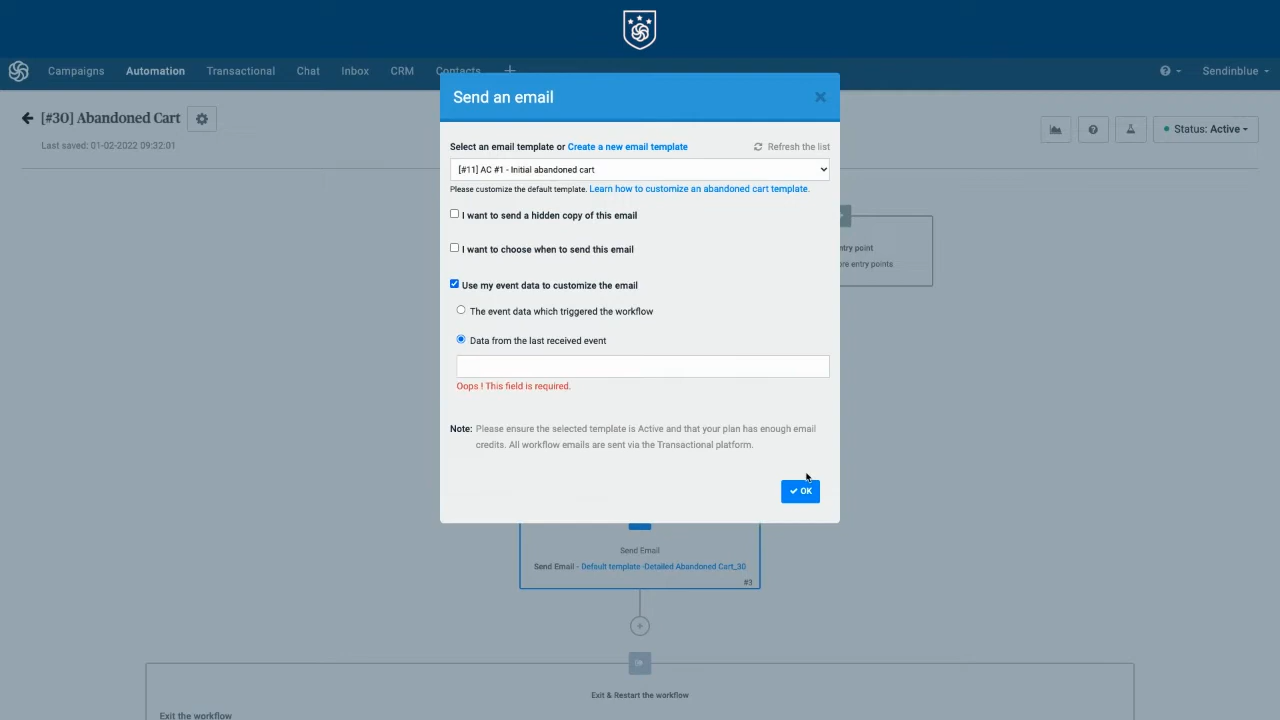 Campaigns Automation Transactional Chat Inbox CRM Contacts + Sendinblue
[#30] Abandoned Cart
Status: Active
Last saved: 01-02-2022 09:32:01
Send an email
Select an email template or Create a new email template Refresh the list
[#11] AC #1 - Initial abandoned cart
Please customize the default template. Learn how to customize an abandoned cart template.
I want to send a hidden copy of this email
I want to choose when to send this email
ntry point
re entry points
Use my event data to customize the email
The event data which triggered the workflow
Data from the last received event
Oops ! This field is required.
Note: Please ensure the selected template is Active and that your plan has enough email
credits. All workflow emails are sent via the Transactional platform.
OK
Send Email
Send Email - Default template -Detailed Abandoned Cart_30
#3
Exit & Restart the workflow
Exit the workflow